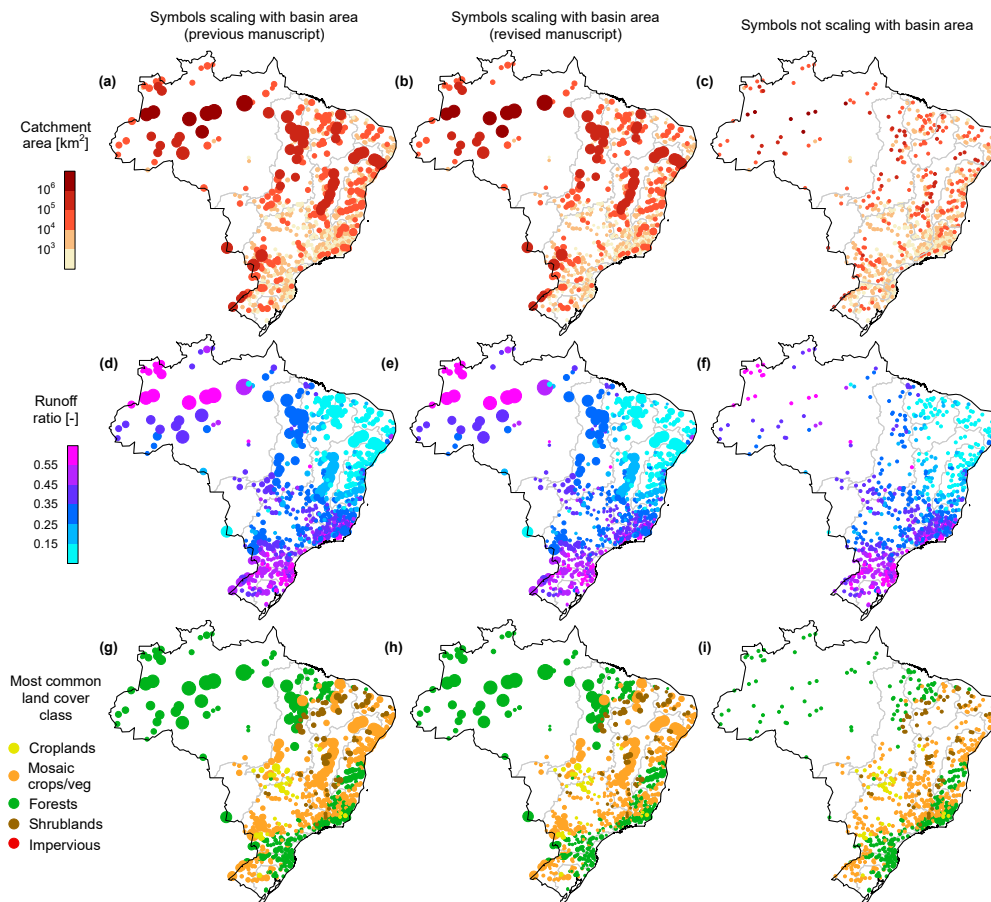 Symbols scaling with basin area
(previous manuscript)
Symbols scaling with basin area
(revised manuscript)
Symbols not scaling with basin area
(a)
(b)
(c)
Catchment
area [km²]
10⁶
10⁵
10⁴
10³
(d)
(e)
(f)
Runoff
ratio [-]
0.55
0.45
0.35
0.25
0.15
(g)
(h)
(i)
Most common
land cover
class
Croplands
Mosaic
crops/veg
Forests
Shrublands
Impervious